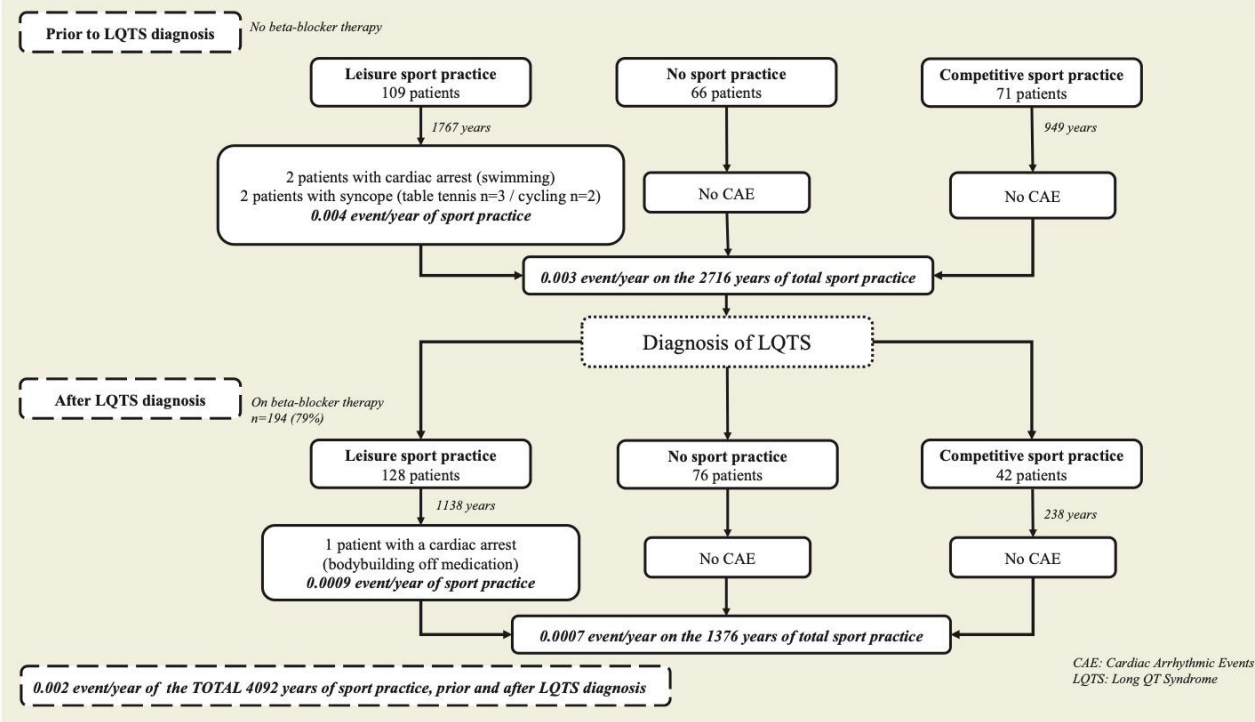 Prior to LQTS diagnosis
No beta-blocker therapy
Leisure sport practice
109 patients
No sport practice
66 patients
Competitive sport practice
71 patients
1767 years
949 years
2 patients with cardiac arrest (swimming)
2 patients with syncope (table tennis n=3 / cycling n=2)
0.004 event/year of sport practice
No CAE
No CAE
0.003 event/year on the 2716 years of total sport practice
Diagnosis of LQTS
After LQTS diagnosis
On beta-blocker therapy
n=194 (79%)
Leisure sport practice
128 patients
No sport practice
76 patients
Competitive sport practice
42 patients
1138 years
238 years
1 patient with a cardiac arrest
(bodybuilding off medication)
0.0009 event/year of sport practice
No CAE
No CAE
0.0007 event/year on the 1376 years of total sport practice
0.002 event/year of the TOTAL 4092 years of sport practice, prior and after LQTS diagnosis
CAE: Cardiac Arrhythmic Events
LQTS: Long QT Syndrome